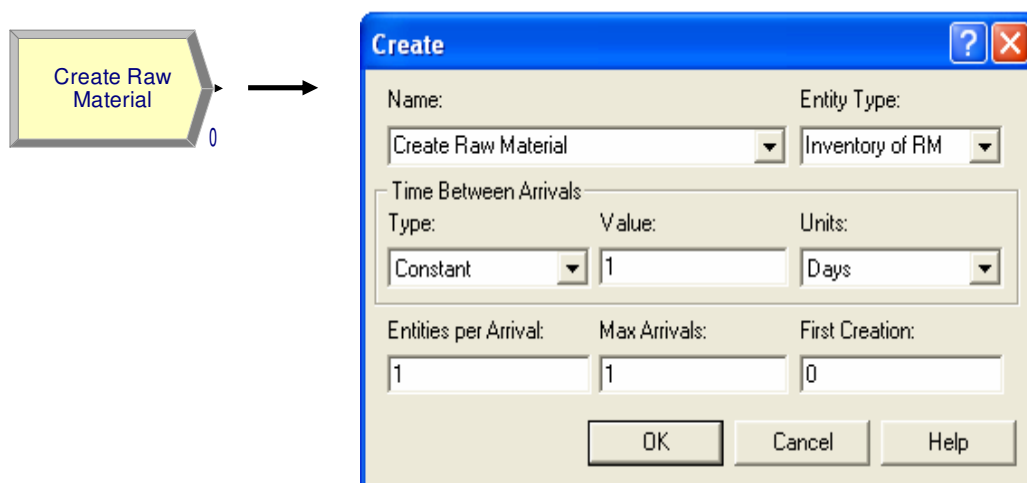 Create Raw
Material
0
Create
Name: Entity Type:
Create Raw Material Inventory of RM
Time Between Arrivals
Type: Value: Units:
Constant 1 Days
Entities per Arrival: Max Arrivals: First Creation:
1 1 0
OK Cancel Help